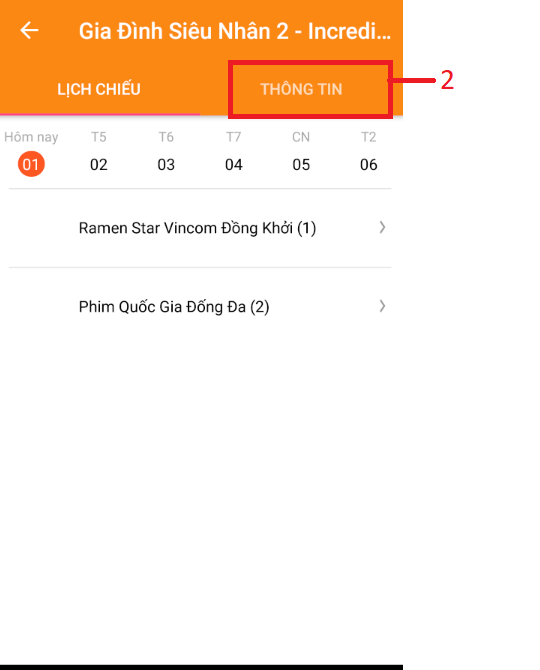 Gia Đình Siêu Nhân 2 - Incredi...
LỊCH CHIẾU THÔNG TIN 2
Hôm nay T5 T6 T7 CN T2
01 02 03 04 05 06
Ramen Star Vincom Đồng Khởi (1)
Phim Quốc Gia Đống Đa (2)